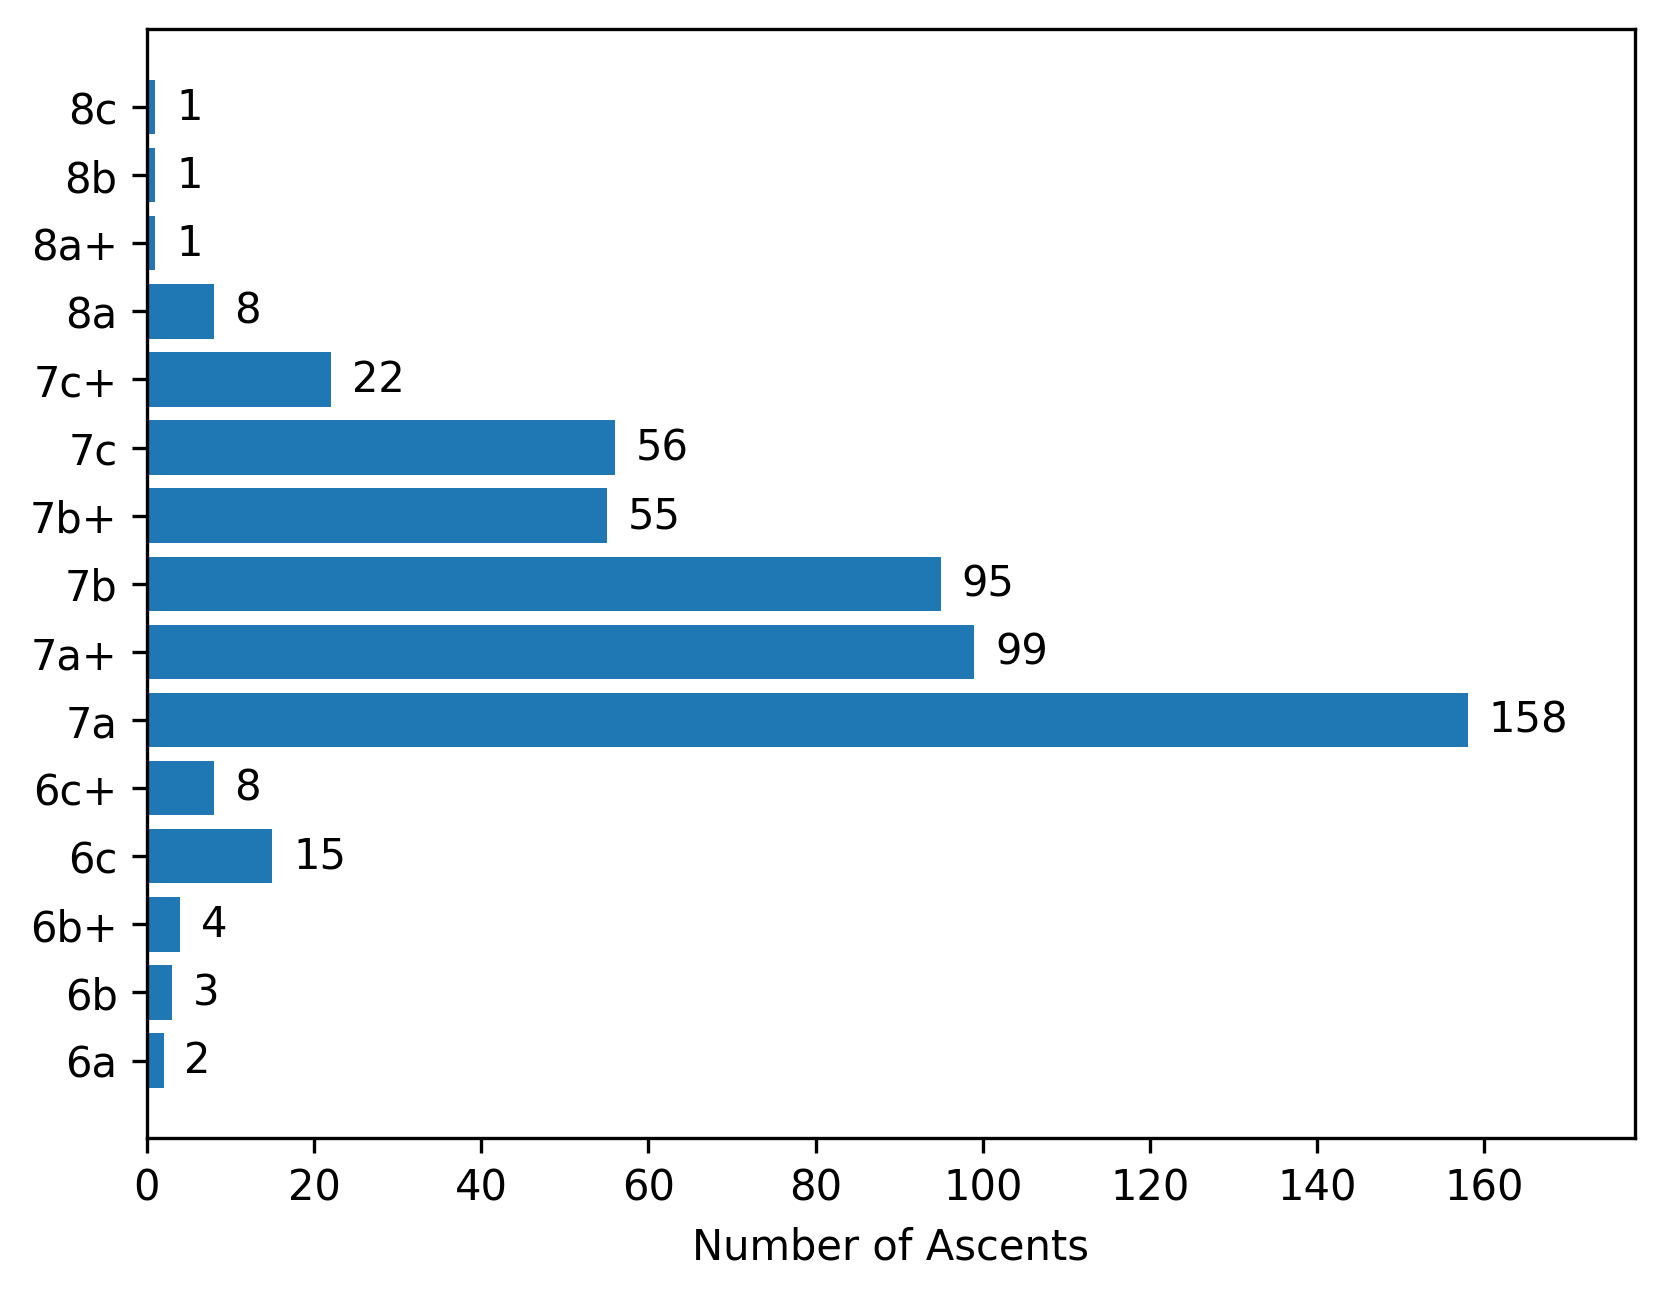 8c 1
8b 1
8a+ 1
8a 8
7c+ 22
7c 56
7b+ 55
7b 95
7a+ 99
7a 158
6c+ 8
6c 15
6b+ 4
6b 3
6a 2
0 20 40 60 80 100 120 140 160
Number of Ascents